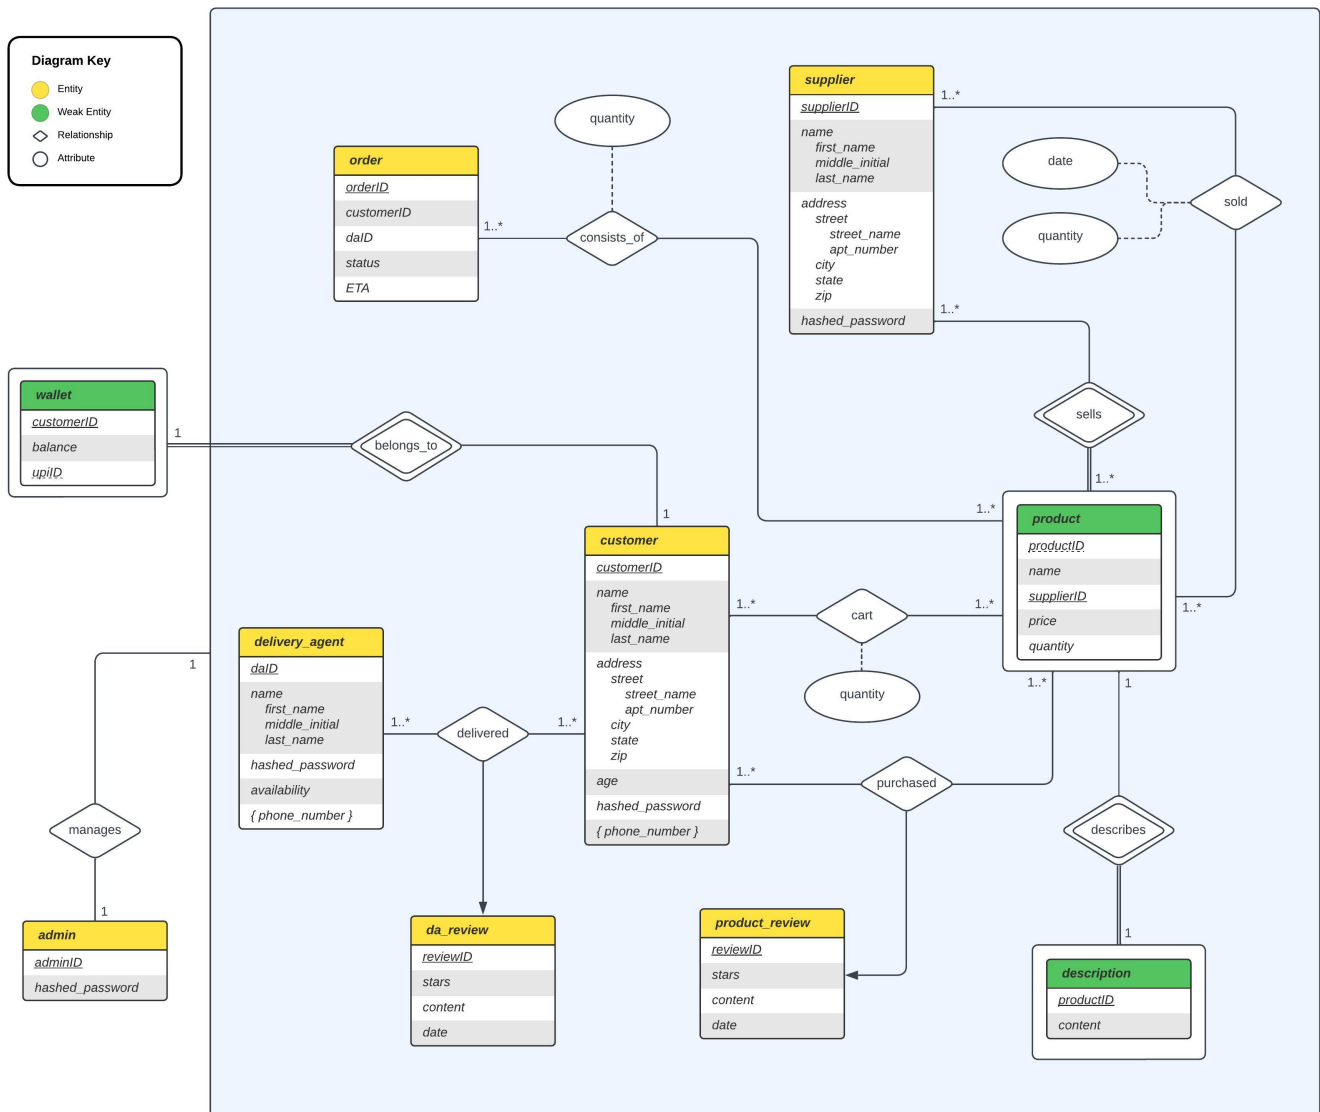 Diagram Key
Entity
Weak Entity
Relationship
Attribute
quantity
order
orderID
customerID
daID
status
ETA
1..*
consists_of
supplier
supplierID
name
first_name
middle_initial
last_name
address
street
street_name
apt_number
city
state
zip
hashed_password
1..*
1..*
date
quantity
sold
wallet
customerID
balance
upiID
1
belongs_to
1
sells
1..*
1..*
product
productID
name
supplierID
price
quantity
1..*
customer
customerID
name
first_name
middle_initial
last_name
address
street
street_name
apt_number
city
state
zip
age
hashed_password
{ phone_number }
1..*
cart
1..*
quantity
delivery_agent
daID
name
first_name
middle_initial
last_name
hashed_password
availability
{ phone_number }
1..*
delivered
1..*
1..*
purchased
1..*
1
describes
1
1
manages
1
admin
adminID
hashed_password
da_review
reviewID
stars
content
date
product_review
reviewID
stars
content
date
description
productID
content